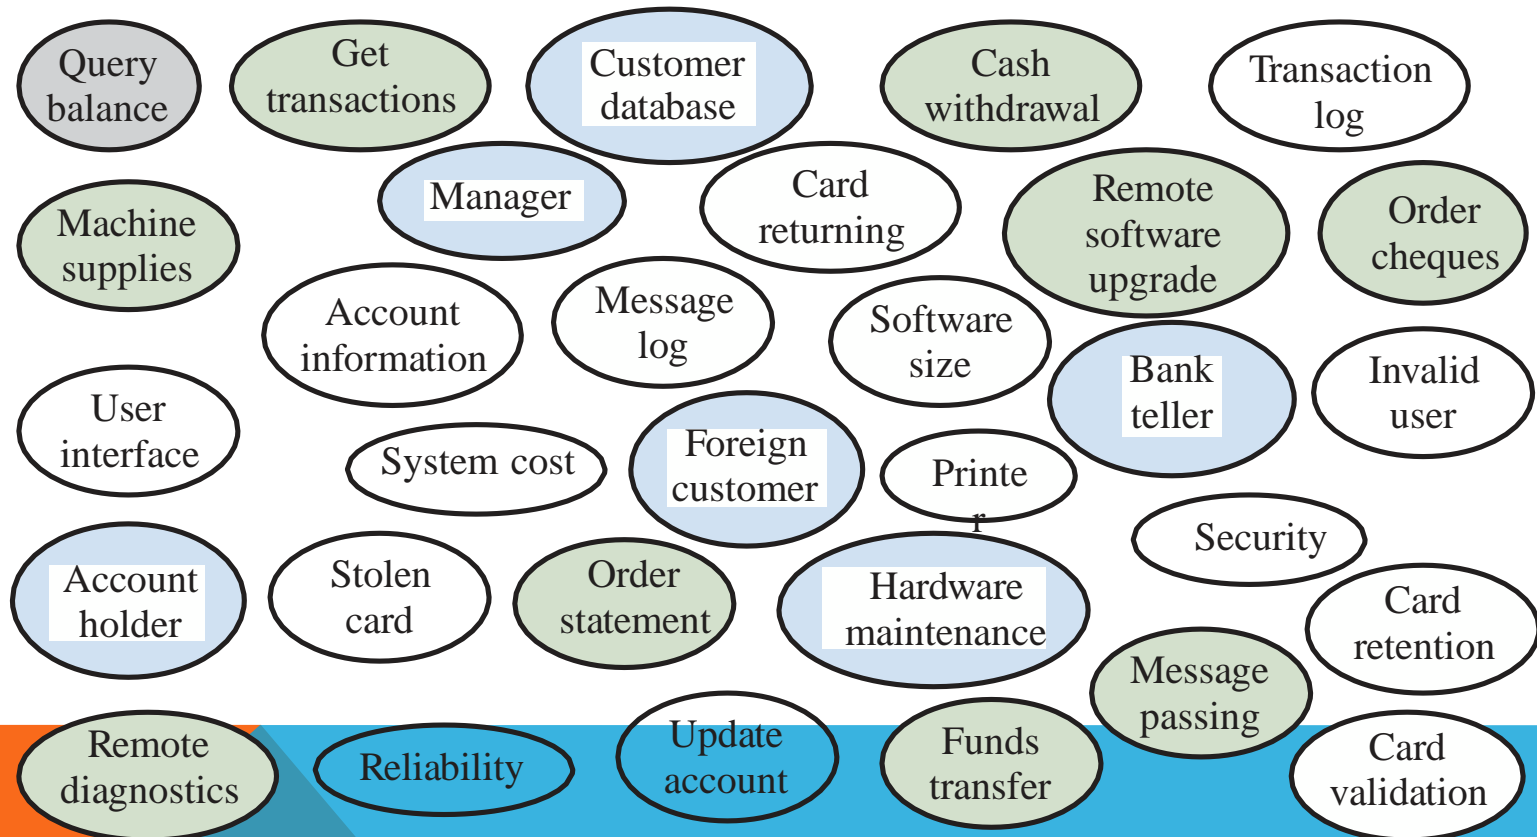 Query
balance
Get
transactions
Customer
database
Cash
withdrawal
Transaction
log
Machine
supplies
Manager
Card
returning
Remote
software
upgrade
Order
cheques
Account
information
Message
log
Software
size
Bank
teller
Invalid
user
User
interface
System cost
Foreign
customer
Printe
r
Security
Account
holder
Stolen
card
Order
statement
Hardware
maintenance
Card
retention
Message
passing
Remote
diagnostics
Reliability
Update
account
Funds
transfer
Card
validation